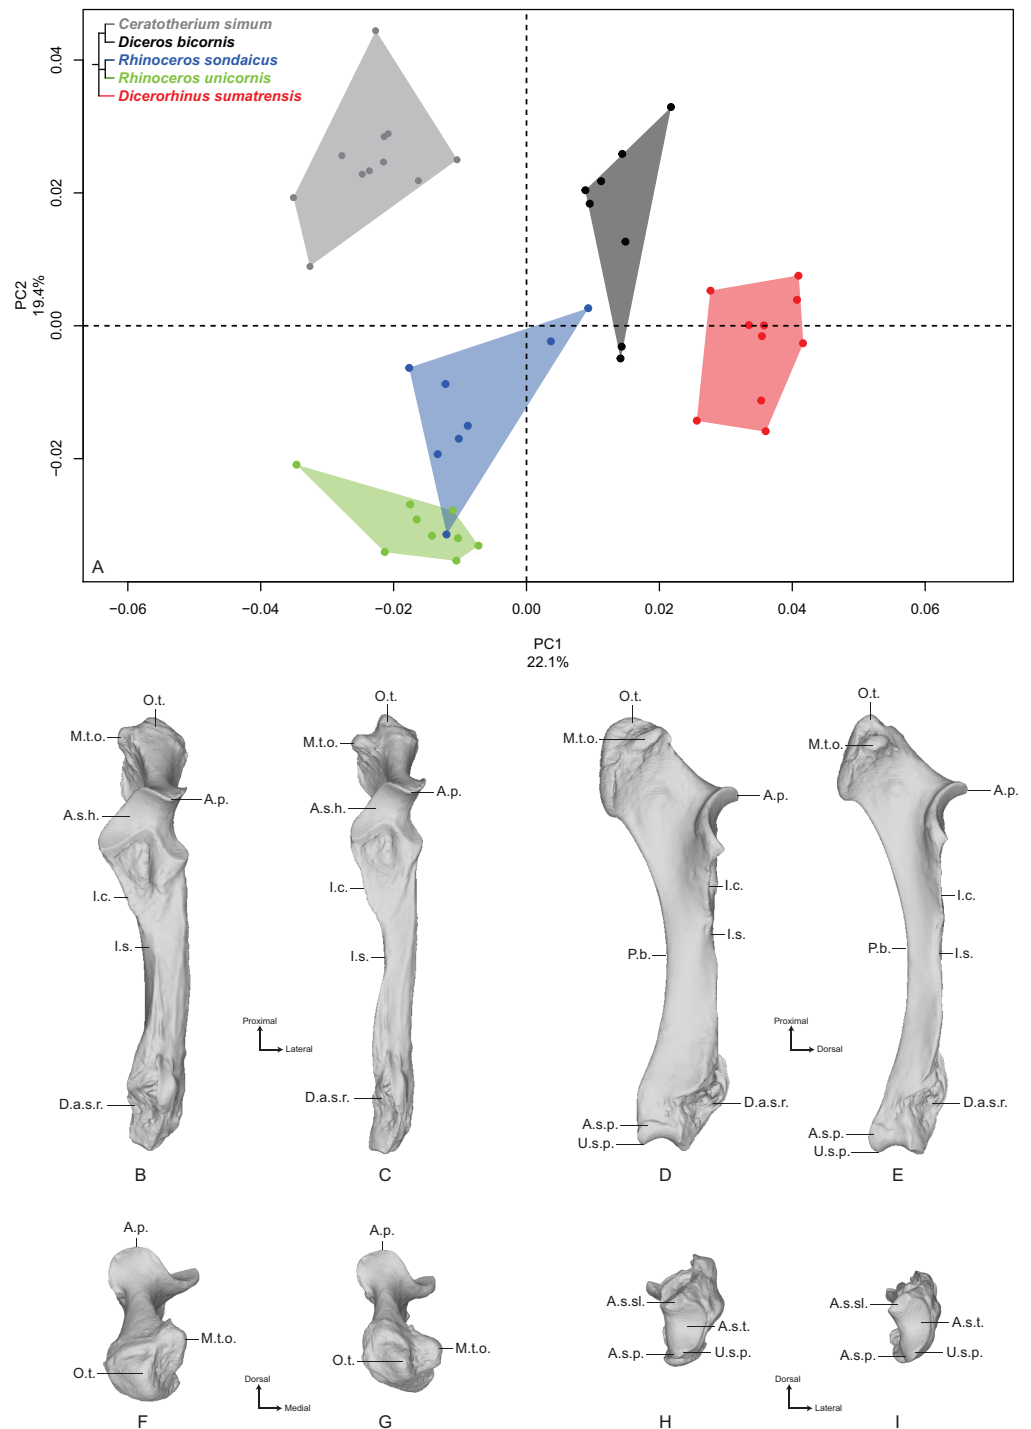 Ceratotherium simum
Diceros bicornis
Rhinoceros sondaicus
Rhinoceros unicornis
Dicerorhinus sumatrensis
0.04
0.02
0.00
−0.02
PC2
19.4%
A
−0.06 −0.04 −0.02 0.00 0.02 0.04 0.06
PC1
22.1%
O.t. O.t. O.t. O.t.
M.t.o. M.t.o. M.t.o. M.t.o.
A.p. A.p. A.p. A.p.
A.s.h. A.s.h.
I.c. I.c. I.c. I.c.
I.s. I.s. I.s. I.s.
P.b. P.b.
Proximal Proximal
Lateral Dorsal
D.a.s.r. D.a.s.r. D.a.s.r. D.a.s.r.
A.s.p. A.s.p.
U.s.p. U.s.p.
B C D E
A.p. A.p.
A.s.sl. A.s.sl.
A.s.t. A.s.t.
M.t.o. M.t.o.
A.s.p. U.s.p. A.s.p. U.s.p.
O.t. O.t.
Dorsal Dorsal
Medial Lateral
F G H I